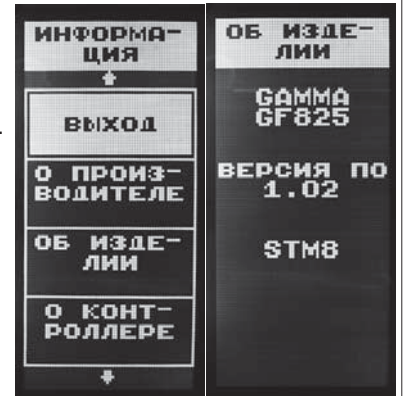 ИНФОРМА-
ЦИЯ
ВЫХОД
О ПРОИЗ-
ВОДИТЕЛЕ
ОБ ИЗДЕ-
ЛИИ
О КОНТ-
РОЛЛЕРЕ
ОБ ИЗДЕ-
ЛИИ
GAMMA
GF825
ВЕРСИЯ ПО
1.02
STM8